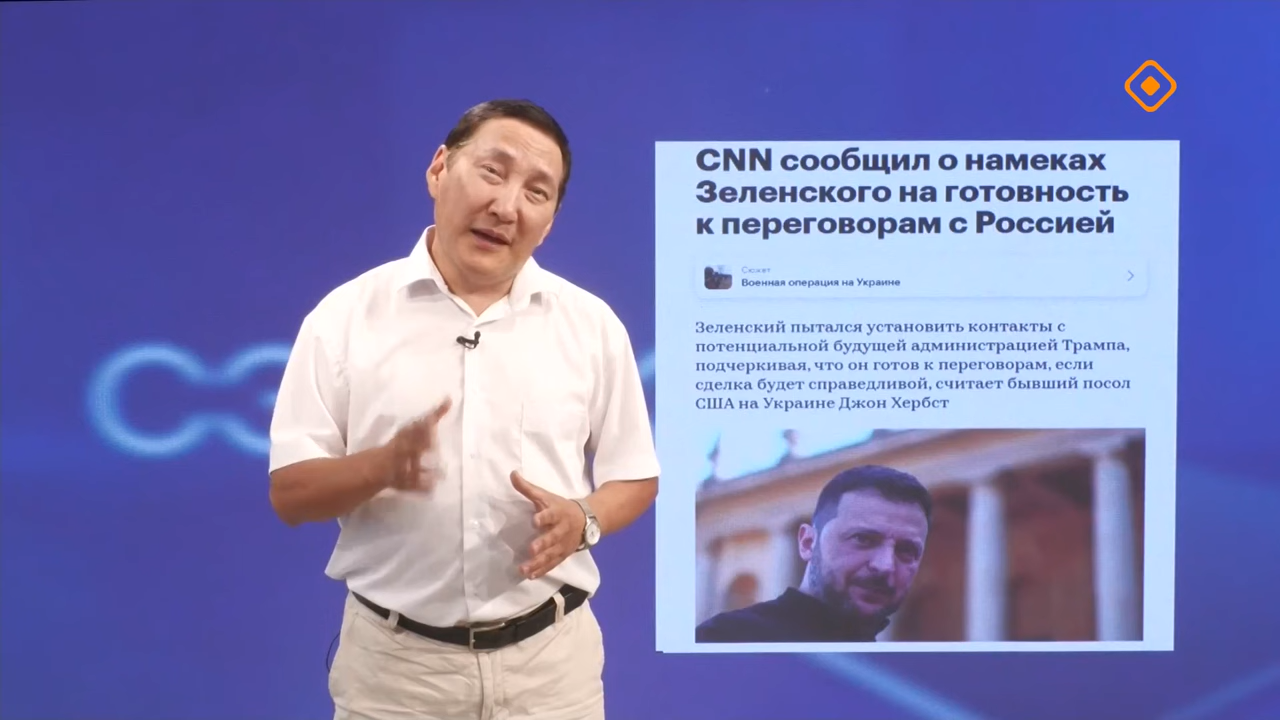 CNN сообщил о намеках
Зеленского на готовность
к переговорам с Россией
Сюжет
Военная операция на Украине
Зеленский пытался установить контакты с
потенциальной будущей администрацией Трампа,
подчеркивая, что он готов к переговорам, если
сделка будет справедливой, считает бывший посол
США на Украине Джон Хербст